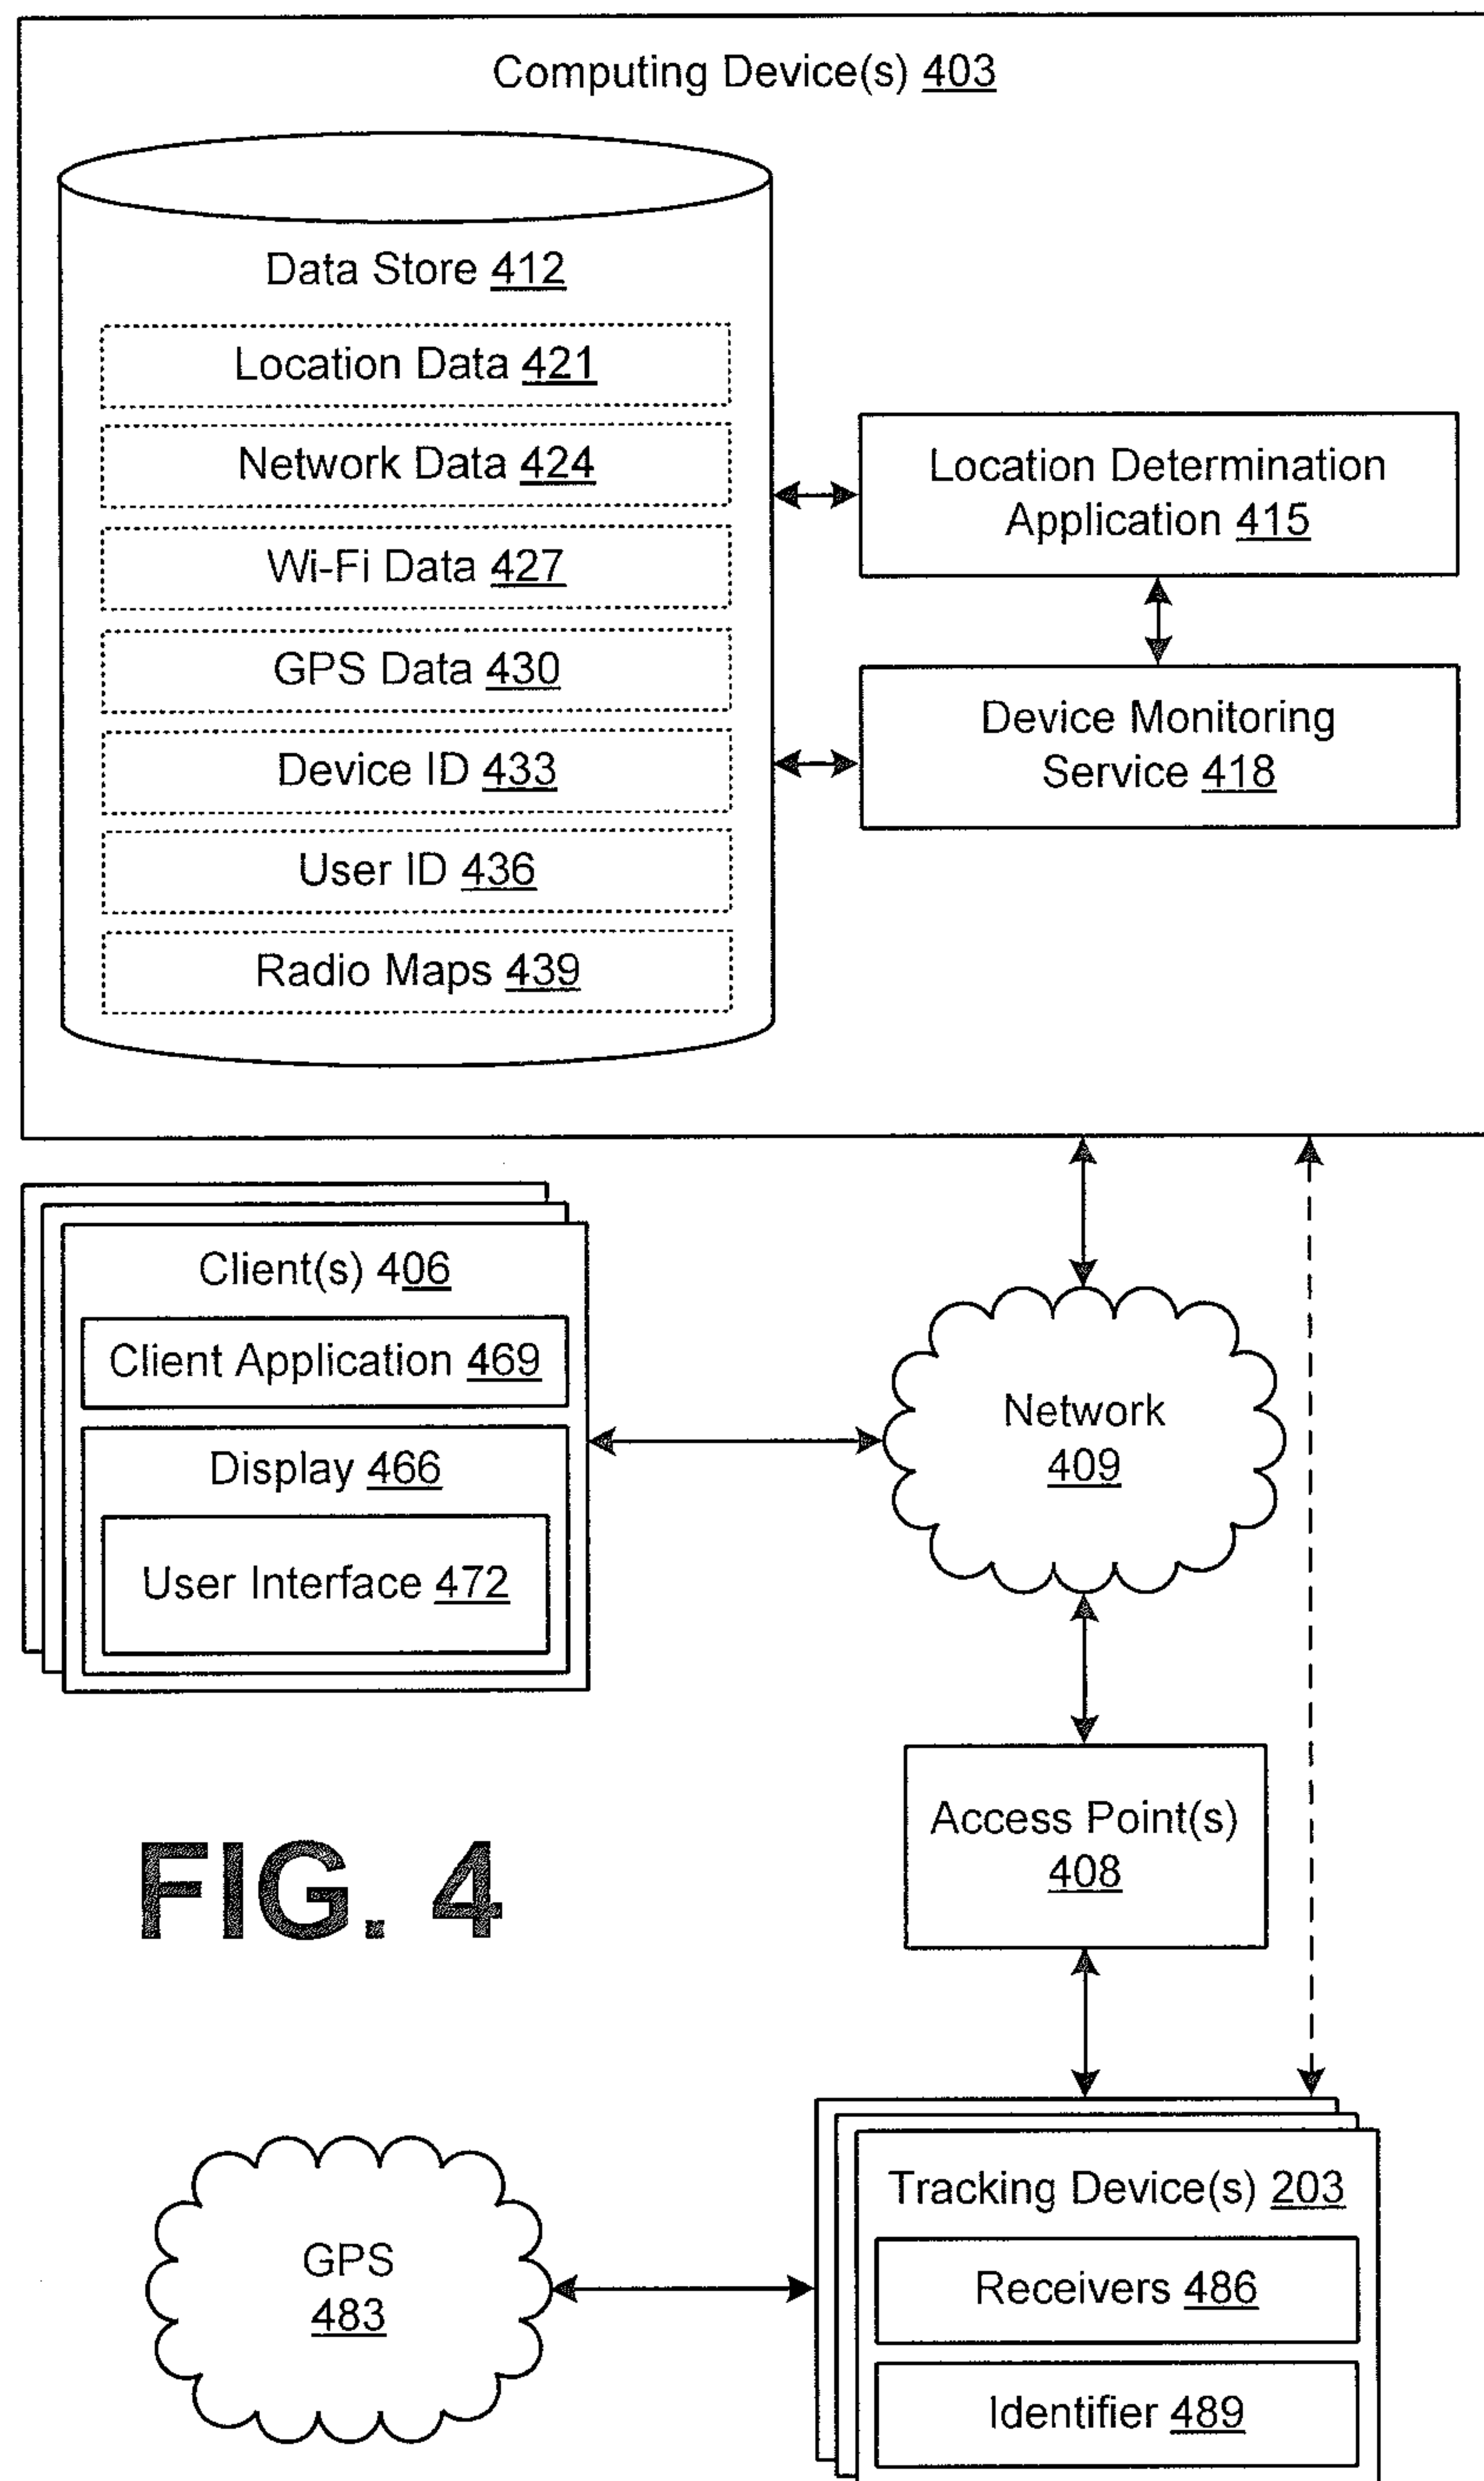 Computing Device(s) 403
Data Store 412
Location Data 421
Network Data 424
Wi-Fi Data 427
GPS Data 430
Device ID 433
User ID 436
Radio Maps 439
Location Determination
Application 415
Device Monitoring
Service 418
Client(s) 406
Client Application 469
Display 466
User Interface 472
Network
409
Access Point(s)
408
FIG. 4
GPS
483
Tracking Device(s) 203
Receivers 486
Identifier 489